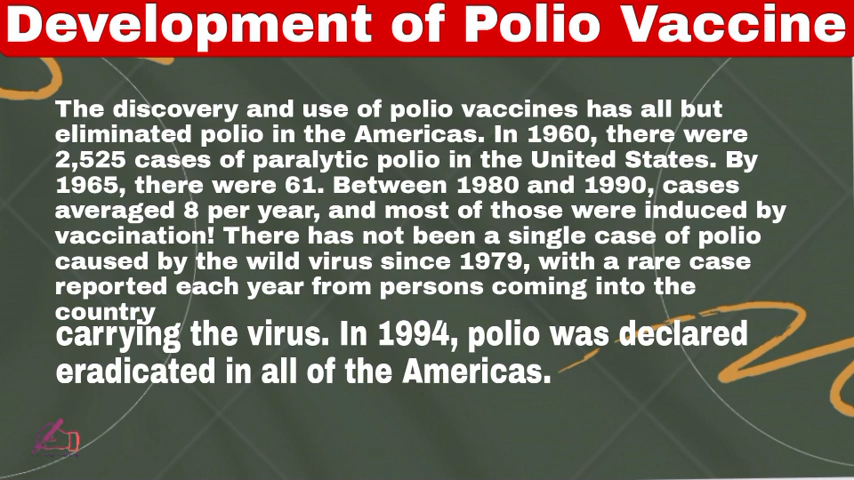 Development of Polio Vaccine
The discovery and use of polio vaccines has all but
eliminated polio in the Americas. In 1960, there were
2,525 cases of paralytic polio in the United States. By
1965, there were 61. Between 1980 and 1990, cases
averaged 8 per year, and most of those were induced by
vaccination! There has not been a single case of polio
caused by the wild virus since 1979, with a rare case
reported each year from persons coming into the
country
carrying the virus. In 1994, polio was declared
eradicated in all of the Americas.